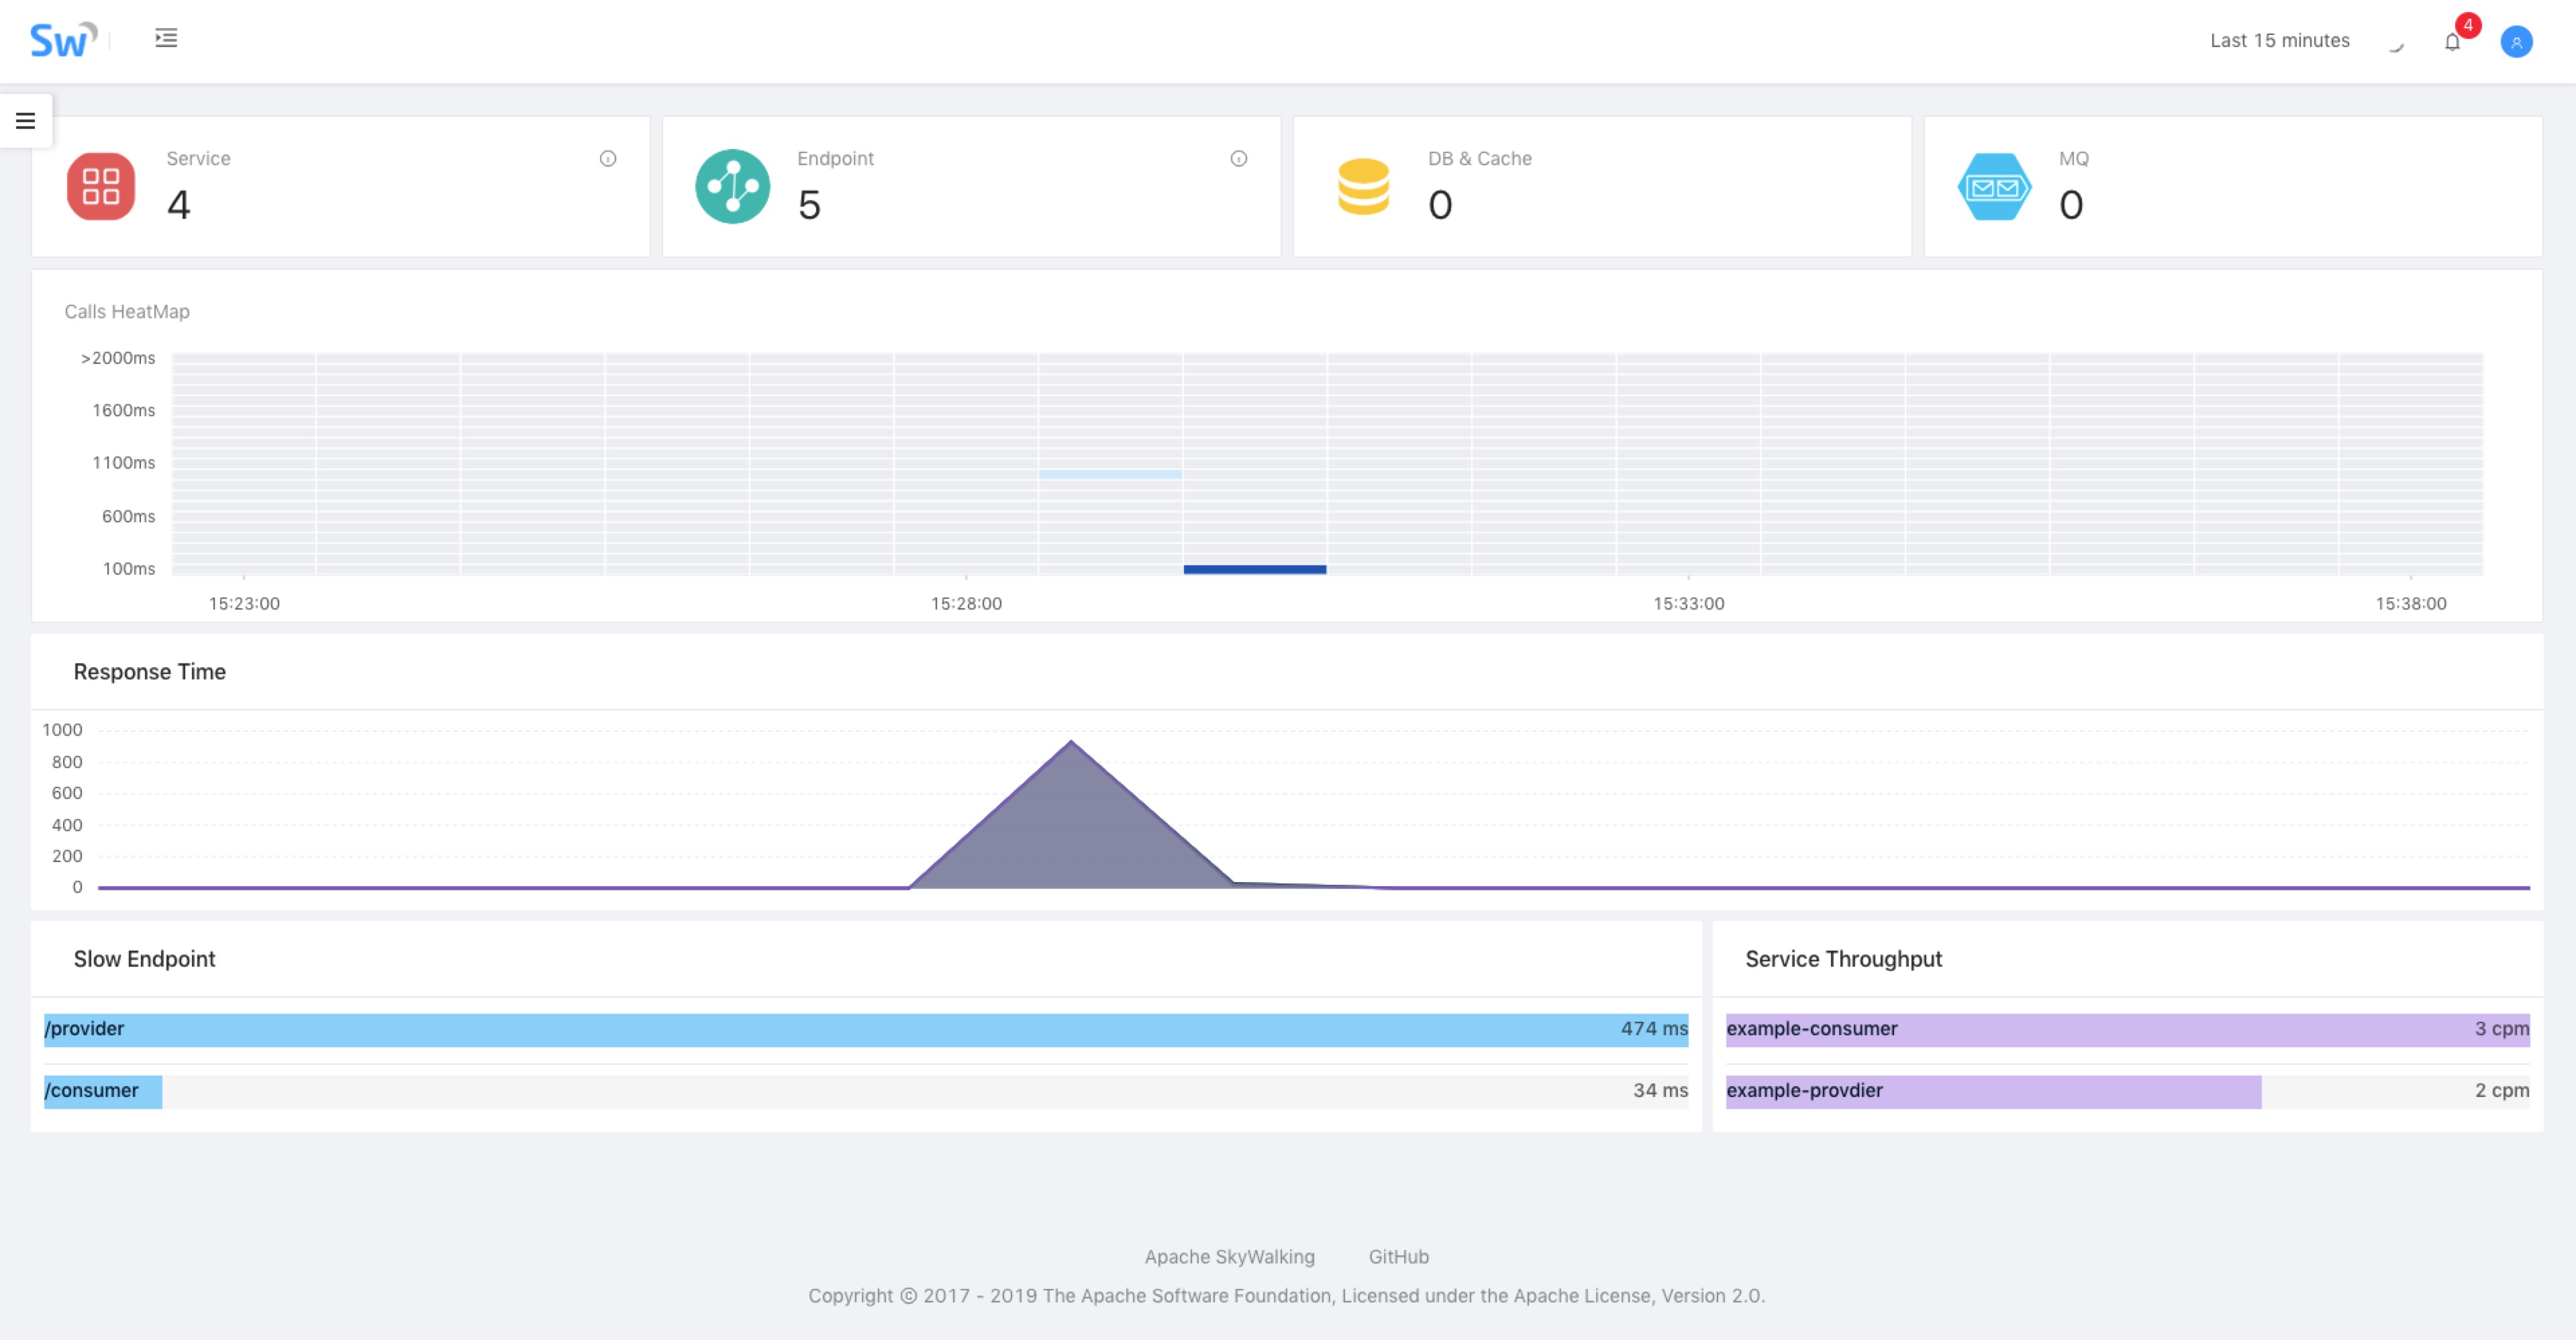 Sw
Last 15 minutes
4
Service
4
Endpoint
5
DB & Cache
0
MQ
0
Calls HeatMap
>2000ms
1600ms
1100ms
600ms
100ms
15:23:00 15:28:00 15:33:00 15:38:00
Response Time
1000
800
600
400
200
0
Slow Endpoint
/provider 474 ms
/consumer 34 ms
Service Throughput
example-consumer 3 cpm
example-provdier 2 cpm
Apache SkyWalking GitHub
Copyright © 2017 - 2019 The Apache Software Foundation, Licensed under the Apache License, Version 2.0.